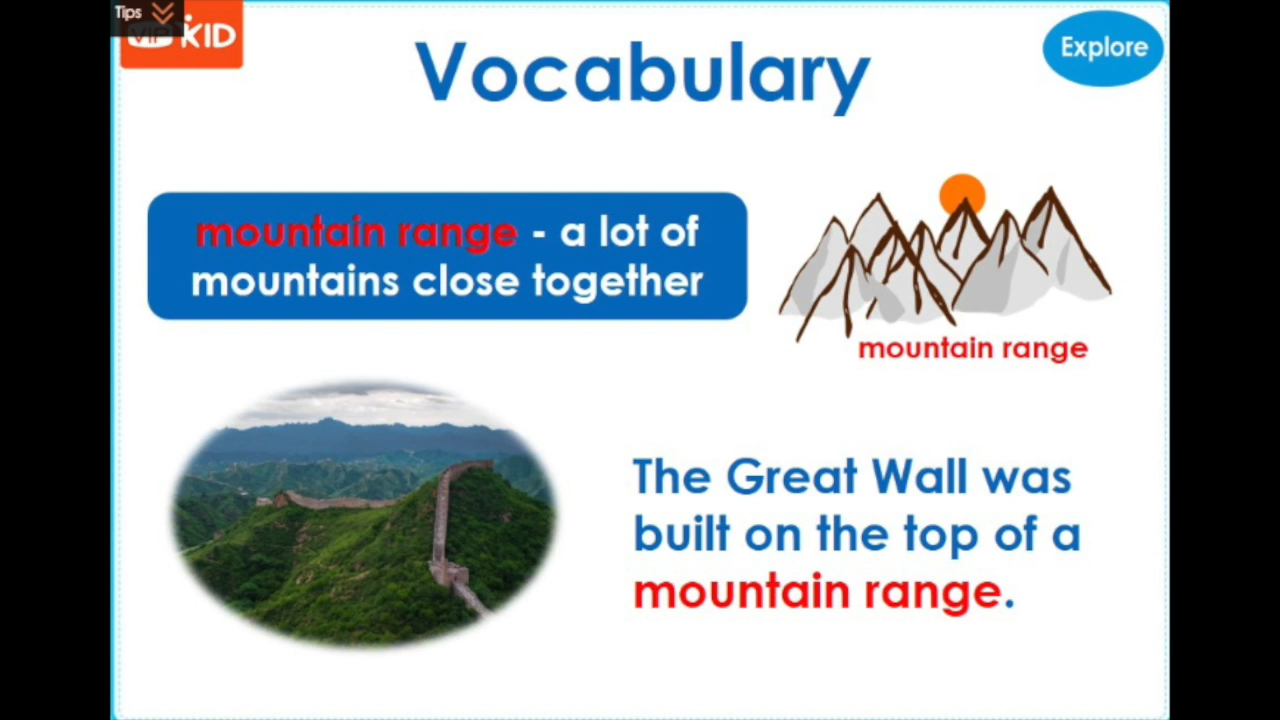 Tips
VIP KID
Vocabulary
Explore
mountain range - a lot of
mountains close together
mountain range
The Great Wall was
built on the top of a
mountain range.